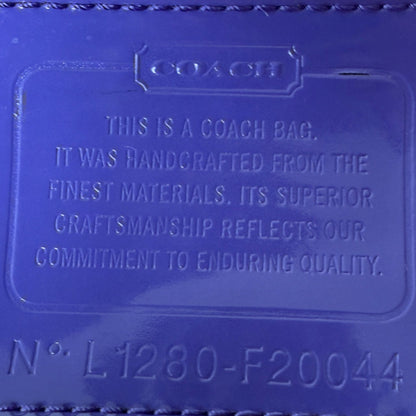 COACH
THIS IS A COACH BAG.
IT WAS HANDCRAFTED FROM THE
FINEST MATERIALS. ITS SUPERIOR
CRAFTSMANSHIP REFLECTS OUR
COMMITMENT TO ENDURING QUALITY.
Nº. L1280-F20044